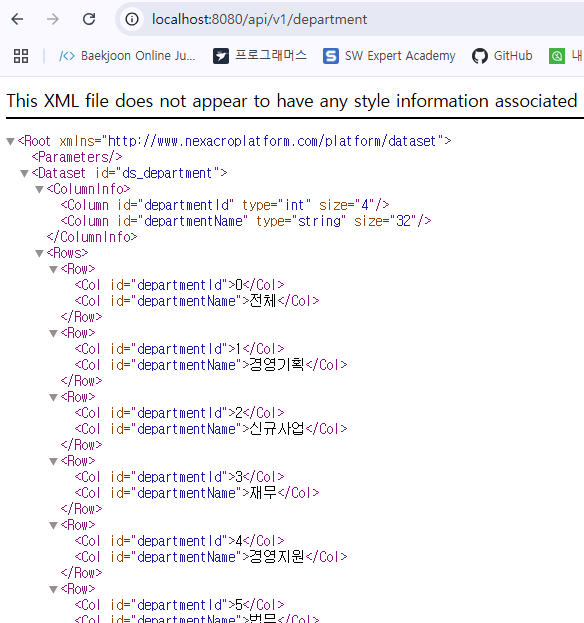 localhost:8080/api/v1/department
Baekjoon Online Ju... 프로그래머스 SW Expert Academy GitHub 내
This XML file does not appear to have any style information associated
<Root xmlns="http://www.nexacroplatform.com/platform/dataset">
<Parameters/>
<Dataset id="ds_department">
<ColumnInfo>
<Column id="departmentId" type="int" size="4"/>
<Column id="departmentName" type="string" size="32"/>
</ColumnInfo>
<Rows>
<Row>
<Col id="departmentId">0</Col>
<Col id="departmentName">전체</Col>
</Row>
<Row>
<Col id="departmentId">1</Col>
<Col id="departmentName">경영기획</Col>
</Row>
<Row>
<Col id="departmentId">2</Col>
<Col id="departmentName">신규사업</Col>
</Row>
<Row>
<Col id="departmentId">3</Col>
<Col id="departmentName">재무</Col>
</Row>
<Row>
<Col id="departmentId">4</Col>
<Col id="departmentName">경영지원</Col>
</Row>
<Row>
<Col id="departmentId">5</Col>
<Col id="departmentName">법무</Col>